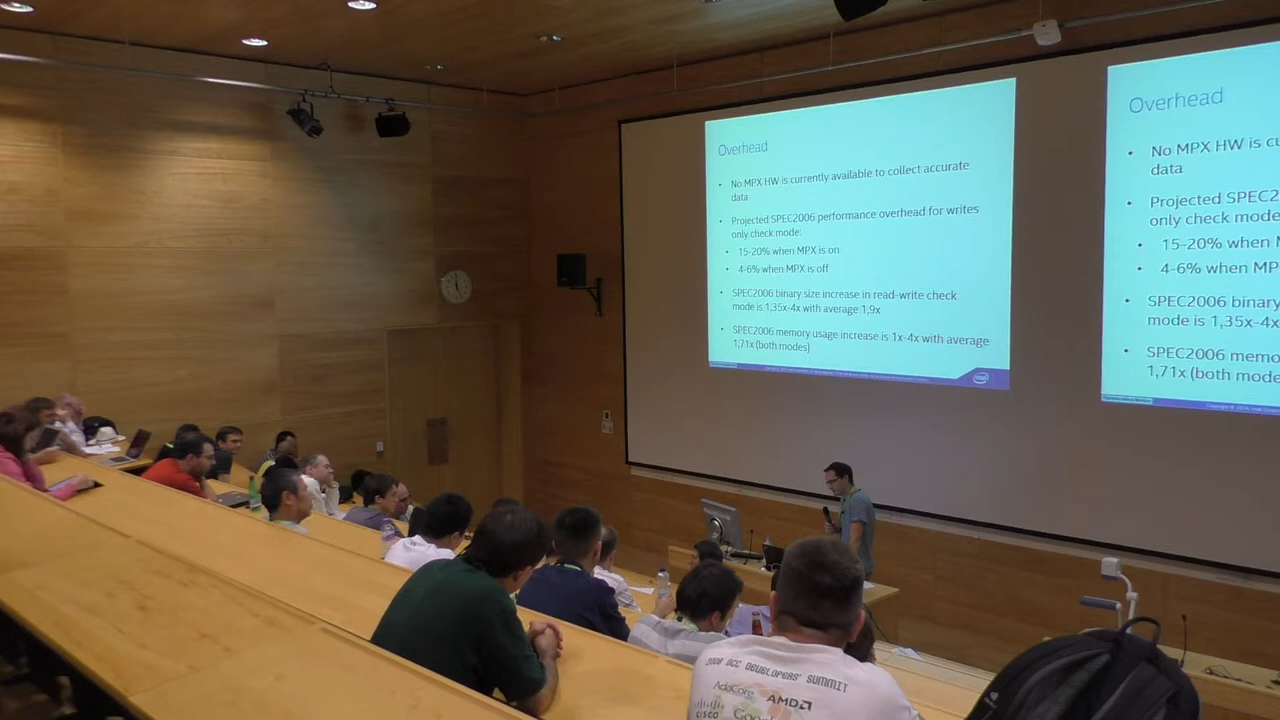 Overhead
• No MPX HW is currently available to collect accurate
data
• Projected SPEC2006 performance overhead for writes
only check mode:
• 15-20% when MPX is on
• 4-6% when MPX is off
• SPEC2006 binary size increase in read-write check
mode is 1,35x-4x with average 1,9x
• SPEC2006 memory usage increase is 1x-4x with average
1,71x (both modes)
intel
Overhead
• No MPX HW is cu
data
• Projected SPEC2
only check mode
• 15-20% when M
• 4-6% when MP
• SPEC2006 binary
mode is 1,35x-4x
• SPEC2006 memo
1,71x (both mode
2008 GCC DEVELOPERS' SUMMIT
AdaCore
AMD
CISCO
Goo